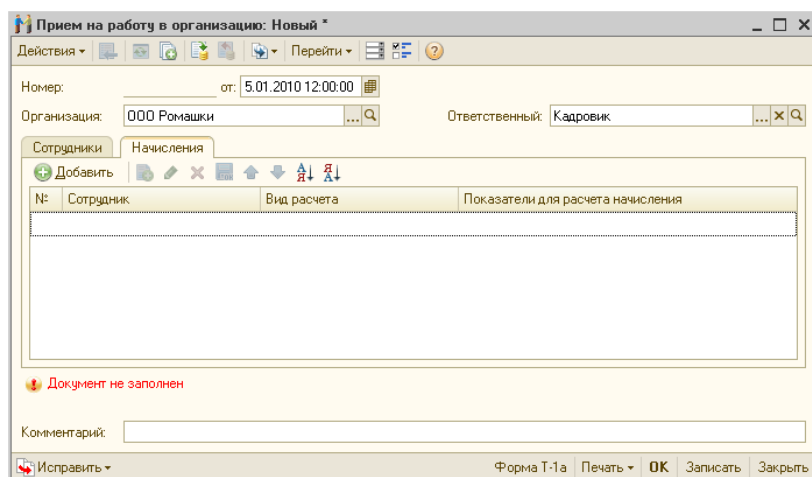 Прием на работу в организацию: Новый *
Действия Перейти
Номер: от: 5.01.2010 12:00:00
Организация: ООО Ромашки ... Ответственный: Кадровик ...
Сотрудники Начисления
Добавить
№ Сотрудник Вид расчета Показатели для расчета начисления
Документ не заполнен
Комментарий:
Исправить Форма Т-1а Печать OK Записать Закрыть